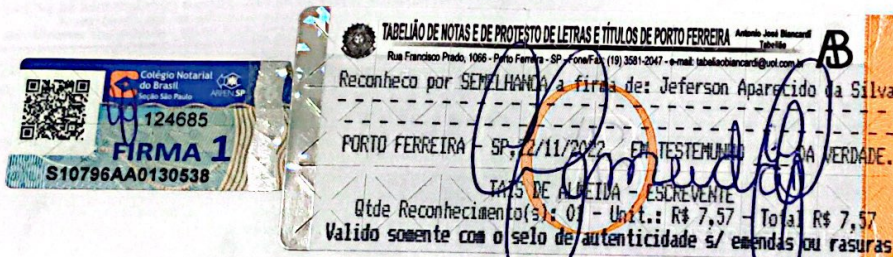 Colégio Notarial
do Brasil
Seção São Paulo
ARPEN SP
124685
FIRMA 1
S10796AA0130538
TABELIÃO DE NOTAS E DE PROTESTO DE LETRAS E TÍTULOS DE PORTO FERREIRA
Antonio José Biancardi
Tabelião
AB
Rua Francisco Prado, 1066 - Porto Ferreira - SP - Fone/Fax: (19) 3581-2047 - e-mail: tabeliaobiancardi@uol.com.br
Reconheco por SEMELHANCA a firma de: Jeferson Aparecido da Silva
PORTO FERREIRA - SP, 22/11/2022. EM TESTEMUNHO DA VERDADE.
TAIS DE ALMEIDA - ESCREVENTE
Qtde Reconhecimento(s): 01 - Unit.: R$ 7,57 - Total R$ 7,57
Valido somente com o selo de autenticidade s/ emendas ou rasuras